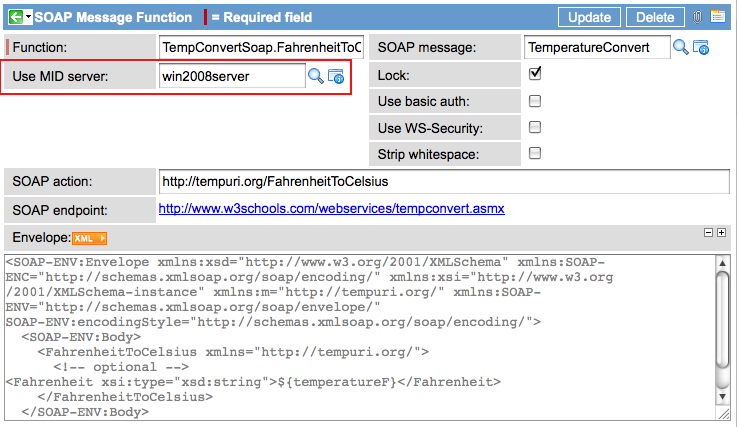 SOAP Message Function = Required field Update Delete
Function: TempConvertSoap.FahrenheitToC SOAP message: TemperatureConvert
Use MID server: win2008server Lock:
Use basic auth:
Use WS-Security:
Strip whitespace:
SOAP action: http://tempuri.org/FahrenheitToCelsius
SOAP endpoint: http://www.w3schools.com/webservices/tempconvert.asmx
Envelope: XML
<SOAP-ENV:Envelope xmlns:xsd="http://www.w3.org/2001/XMLSchema" xmlns:SOAP-
ENC="http://schemas.xmlsoap.org/soap/encoding/" xmlns:xsi="http://www.w3.org
/2001/XMLSchema-instance" xmlns:m="http://tempuri.org/" xmlns:SOAP-
ENV="http://schemas.xmlsoap.org/soap/envelope/"
SOAP-ENV:encodingStyle="http://schemas.xmlsoap.org/soap/encoding/">
<SOAP-ENV:Body>
<FahrenheitToCelsius xmlns="http://tempuri.org/">
<!-- optional -->
<Fahrenheit xsi:type="xsd:string">${temperatureF}</Fahrenheit>
</FahrenheitToCelsius>
</SOAP-ENV:Body>